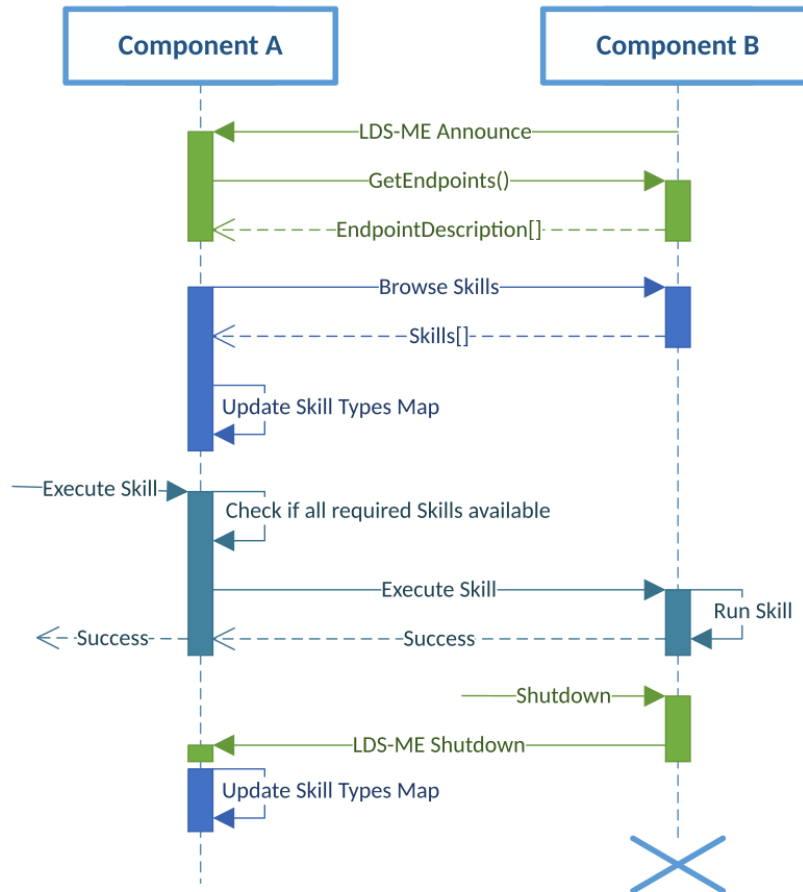 Component A
Component B
LDS-ME Announce
GetEndpoints()
EndpointDescription[]
Browse Skills
Skills[]
Update Skill Types Map
Execute Skill
Check if all required Skills available
Execute Skill
Run Skill
Success
Success
Shutdown
LDS-ME Shutdown
Update Skill Types Map